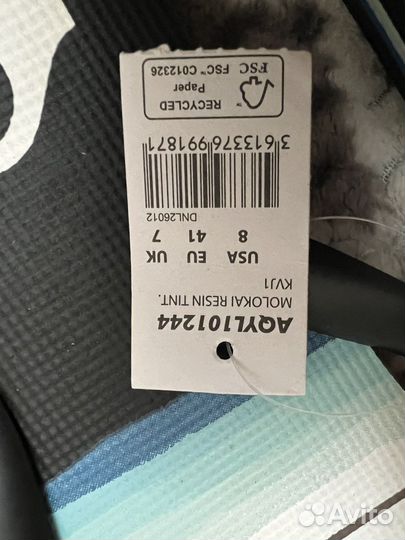 AQYL101244
MOLOKAI RESIN TINT.
KVJ1
USA EU UK
8 41 7
DNL26012
3 613376 991871
RECYCLED
Paper
FSC™ C012326
FSC
Avito